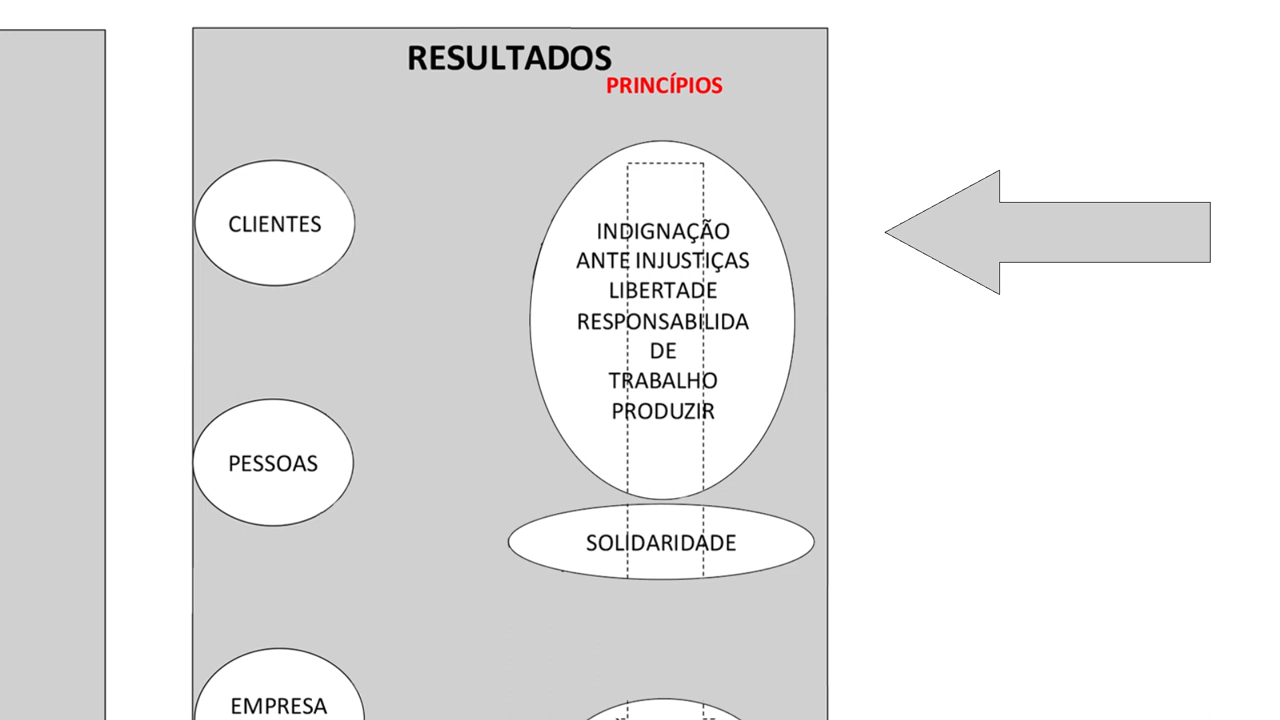 RESULTADOS
PRINCÍPIOS
CLIENTES
INDIGNAÇÃO
ANTE INJUSTIÇAS
LIBERTADE
RESPONSABILIDA
DE
TRABALHO
PRODUZIR
PESSOAS
SOLIDARIDADE
EMPRESA